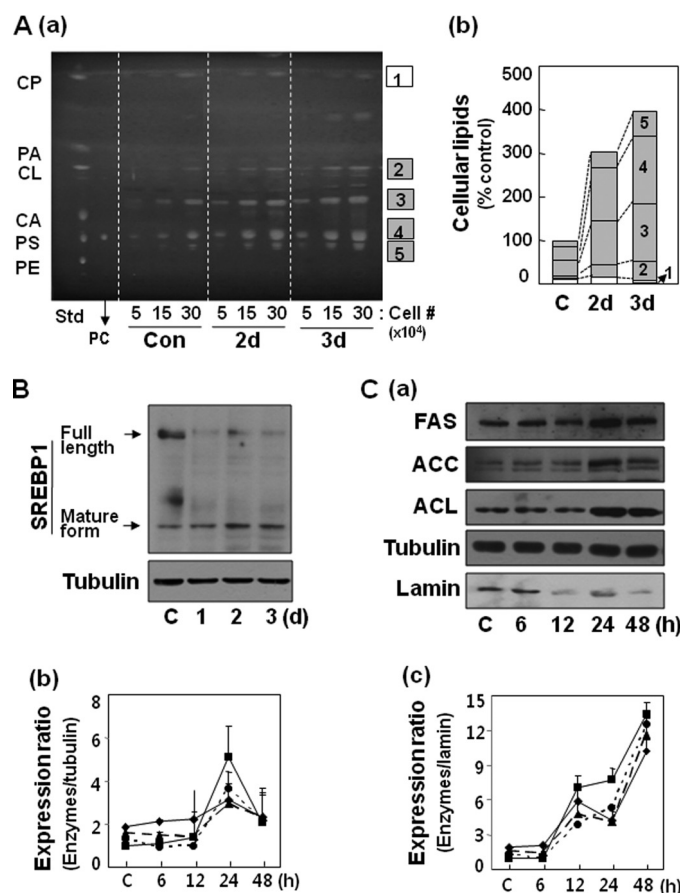 A (a)
CP
PA
CL
CA
PS
PE
1
2
3
4
5
Std
PC
5 15 30 5 15 30 5 15 30 : Cell #
(x10⁴)
Con 2d 3d
(b)
Cellular lipids
(% control)
500
400
300
200
100
0
5
4
3
2
1
C 2d 3d
B
SREBP1
Full
length
Mature
form
Tubulin
C 1 2 3 (d)
C (a)
FAS
ACC
ACL
Tubulin
Lamin
C 6 12 24 48 (h)
(b)
Expression ratio
(Enzymes/tubulin)
8
6
4
2
0
C 6 12 24 48 (h)
(c)
Expression ratio
(Enzymes/lamin)
15
12
9
6
3
0
C 6 12 24 48 (h)